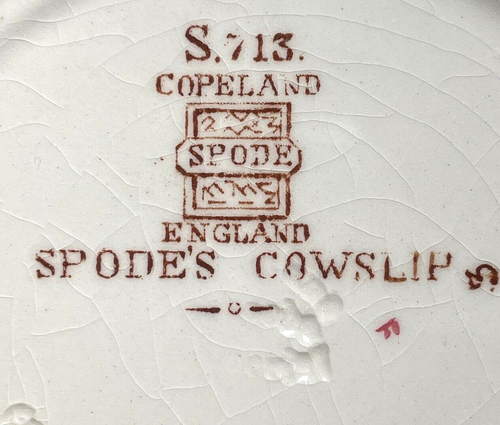 S.713.
COPELAND
SPODE
ENGLAND
SPODE'S COWSLIP